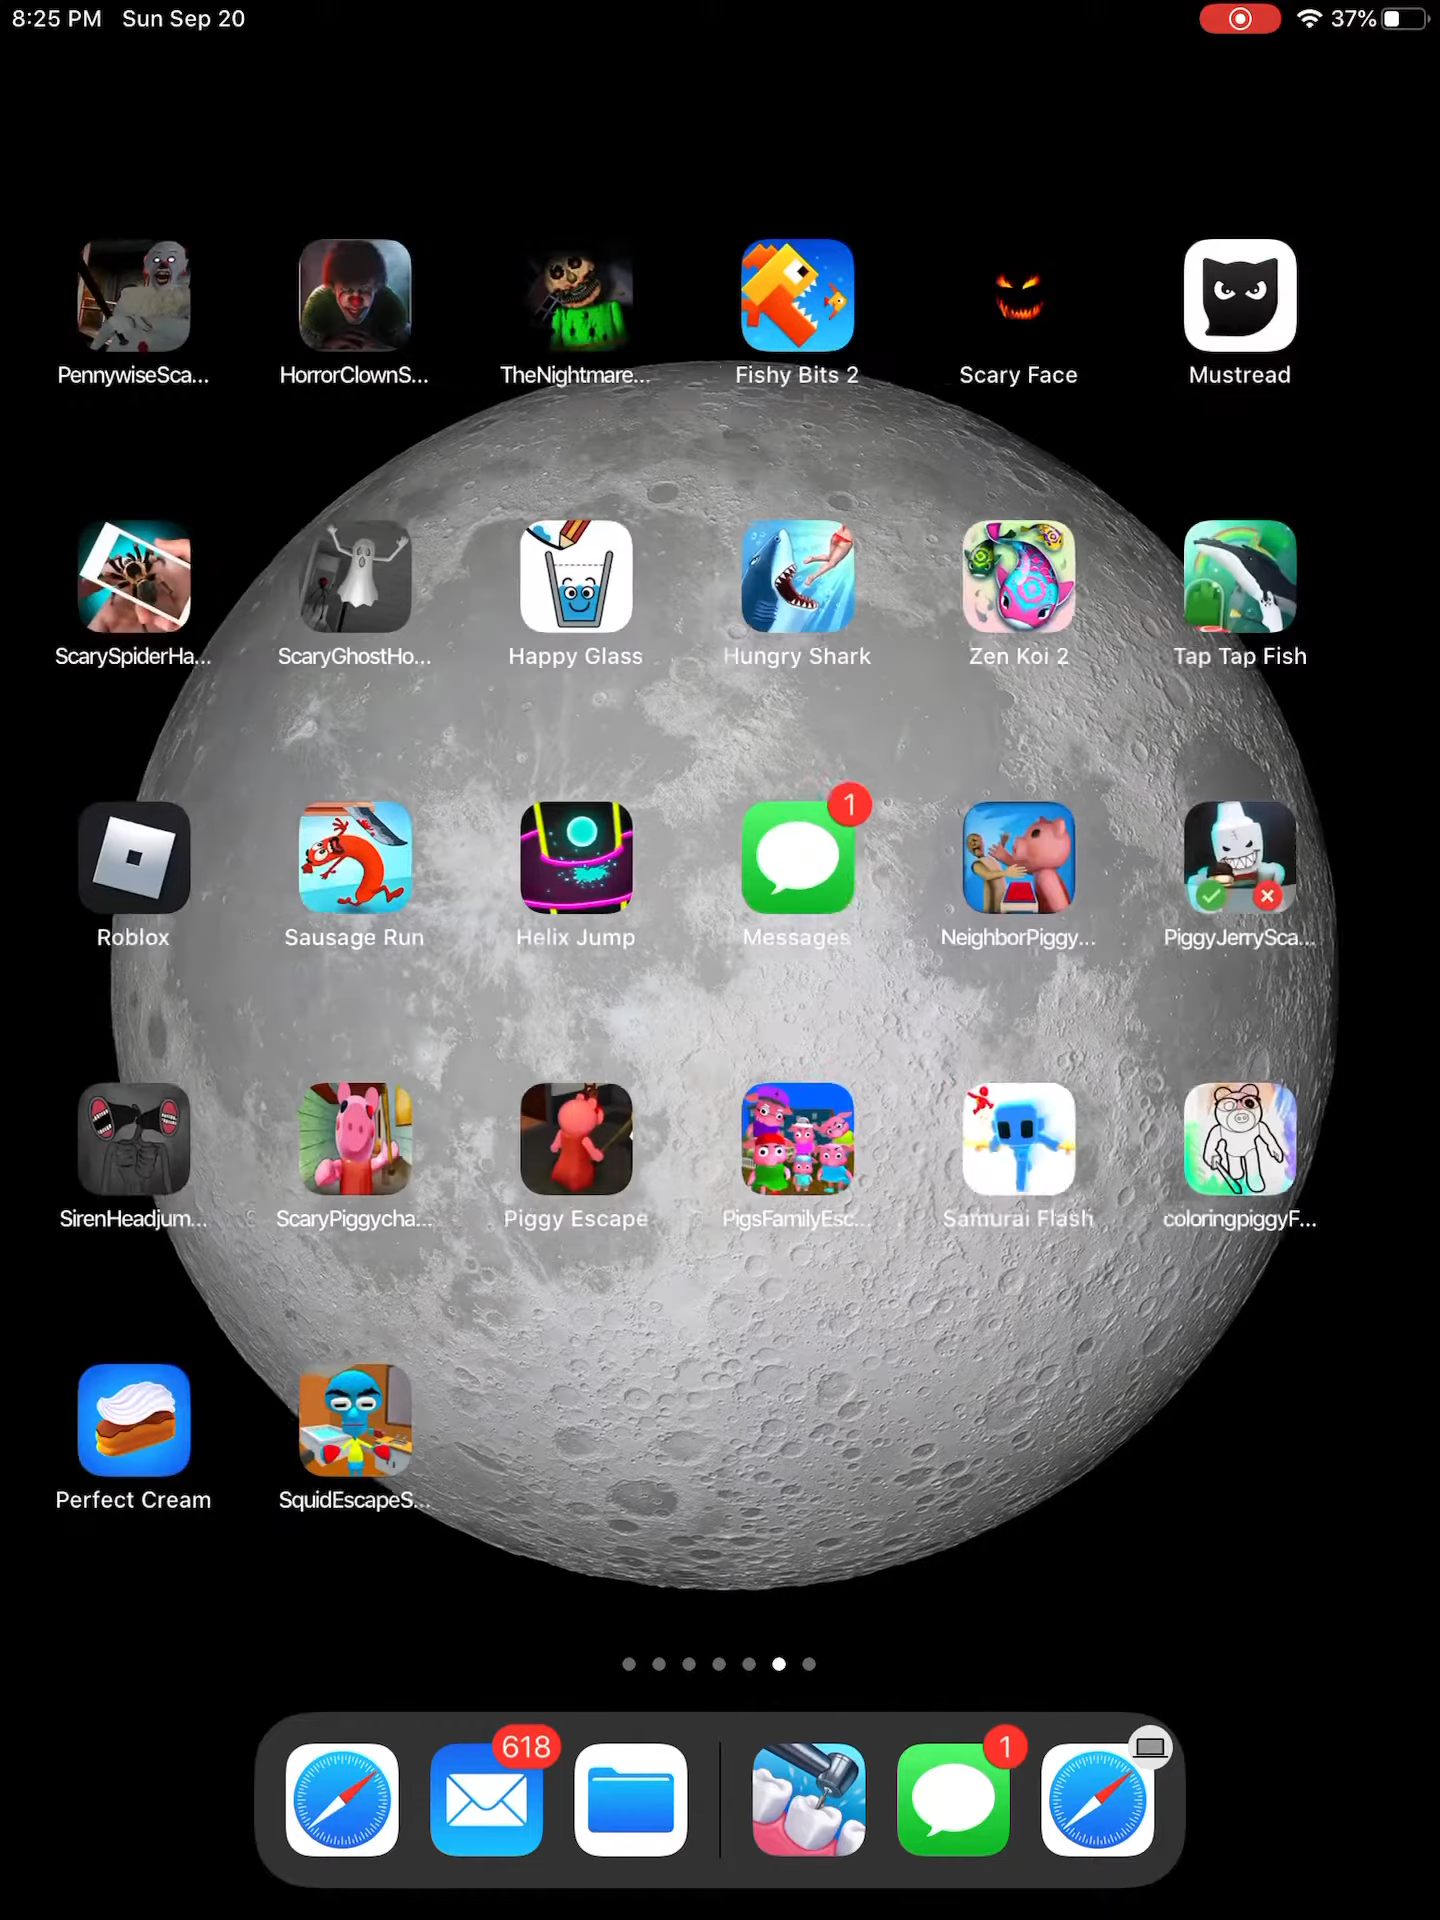 8:25 PM Sun Sep 20 37%
PennywiseSca... HorrorClownS... TheNightmare... Fishy Bits 2 Scary Face Mustread
ScarySpiderHa... ScaryGhostHo... Happy Glass Hungry Shark Zen Koi 2 Tap Tap Fish
1
Roblox Sausage Run Helix Jump Messages NeighborPiggy... PiggyJerrySca...
SirenHeadjum... ScaryPiggycha... Piggy Escape PigsFamilyEsc... Samurai Flash coloringpiggyF...
Perfect Cream SquidEscapeS...
618 1